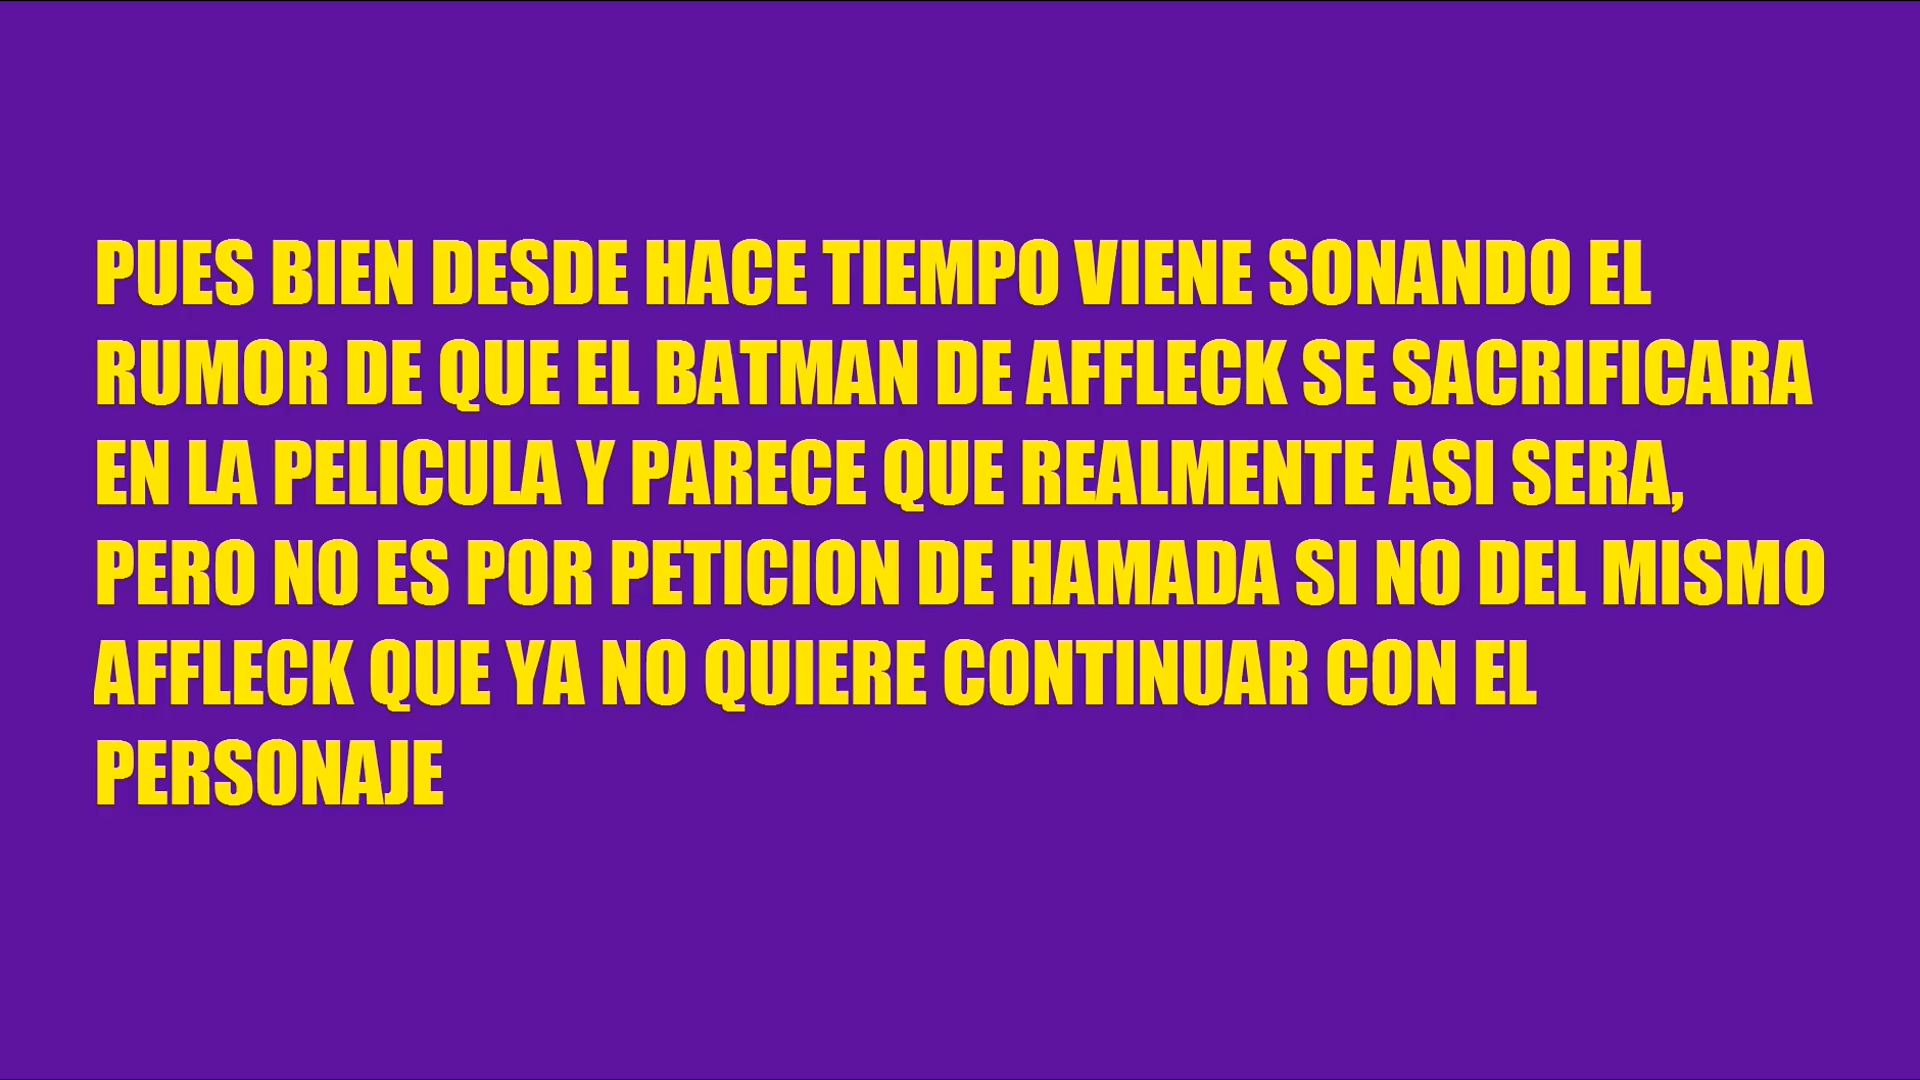 PUES BIEN DESDE HACE TIEMPO VIENE SONANDO EL
RUMOR DE QUE EL BATMAN DE AFFLECK SE SACRIFICARA
EN LA PELICULA Y PARECE QUE REALMENTE ASI SERA,
PERO NO ES POR PETICION DE HAMADA SI NO DEL MISMO
AFFLECK QUE YA NO QUIERE CONTINUAR CON EL
PERSONAJE